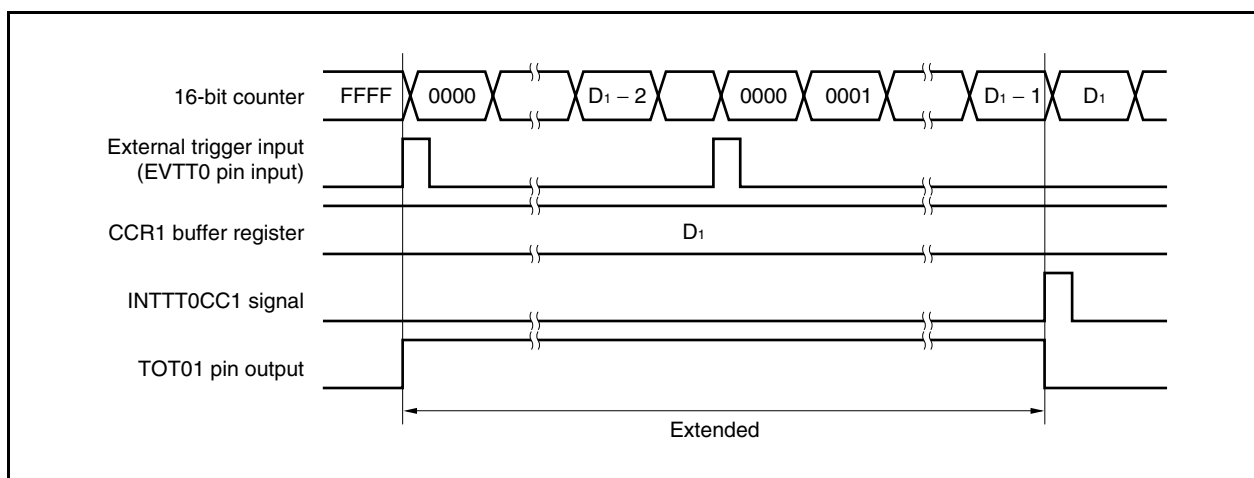 16-bit counter FFFF 0000 D₁ − 2 0000 0001 D₁ − 1 D₁
External trigger input
(EVTT0 pin input)
CCR1 buffer register D₁
INTTT0CC1 signal
TOT01 pin output
Extended